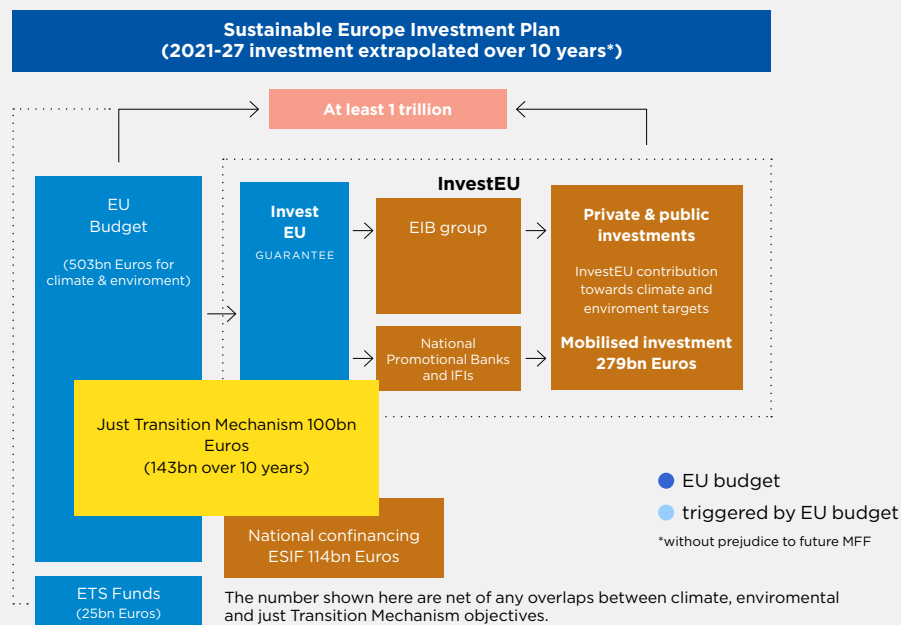 Sustainable Europe Investment Plan
(2021-27 investment extrapolated over 10 years*)
At least 1 trillion
EU
Budget
(503bn Euros for
climate & enviroment)
InvestEU
Invest
EU
GUARANTEE
EIB group
National
Promotional Banks
and IFIs
Private & public
investments
InvestEU contribution
towards climate and
enviroment targets
Mobilised investment
279bn Euros
Just Transition Mechanism 100bn
Euros
(143bn over 10 years)
National confinancing
ESIF 114bn Euros
EU budget
triggered by EU budget
*without prejudice to future MFF
ETS Funds
(25bn Euros)
The number shown here are net of any overlaps between climate, enviromental
and just Transition Mechanism objectives.